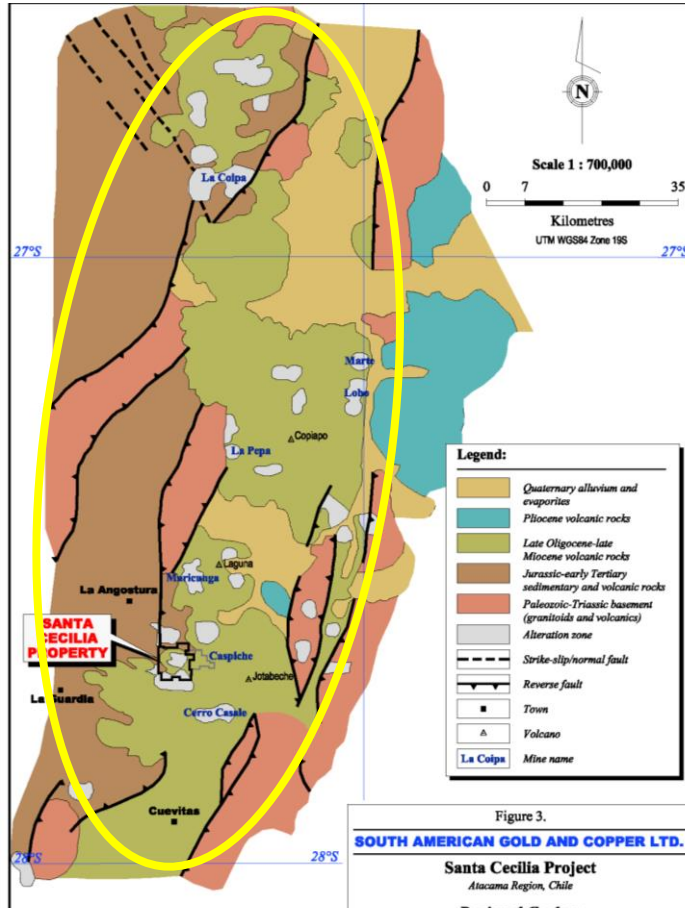 N
Scale 1 : 700,000
0 7 35
Kilometres
UTM WGS84 Zone 19S
27°S
27°S
La Coipa
Marte
Lobo
Copiapo
La Pepa
Laguna
Maricunga
La Angostura
SANTA
CECILIA
PROPERTY
Caspiche
Jotabeche
La Guardia
Cerro Casale
Cuevitas
28°S
28°S
Legend:
Quaternary alluvium and
evaporites
Pliocene volcanic rocks
Late Oligocene-late
Miocene volcanic rocks
Jurassic-early Tertiary
sedimentary and volcanic rocks
Paleozoic-Triassic basement
(granitoids and volcanics)
Alteration zone
Strike-slip/normal fault
Reverse fault
Town
Volcano
La Coipa Mine name
Figure 3.
SOUTH AMERICAN GOLD AND COPPER LTD.
Santa Cecilia Project
Atacama Region, Chile